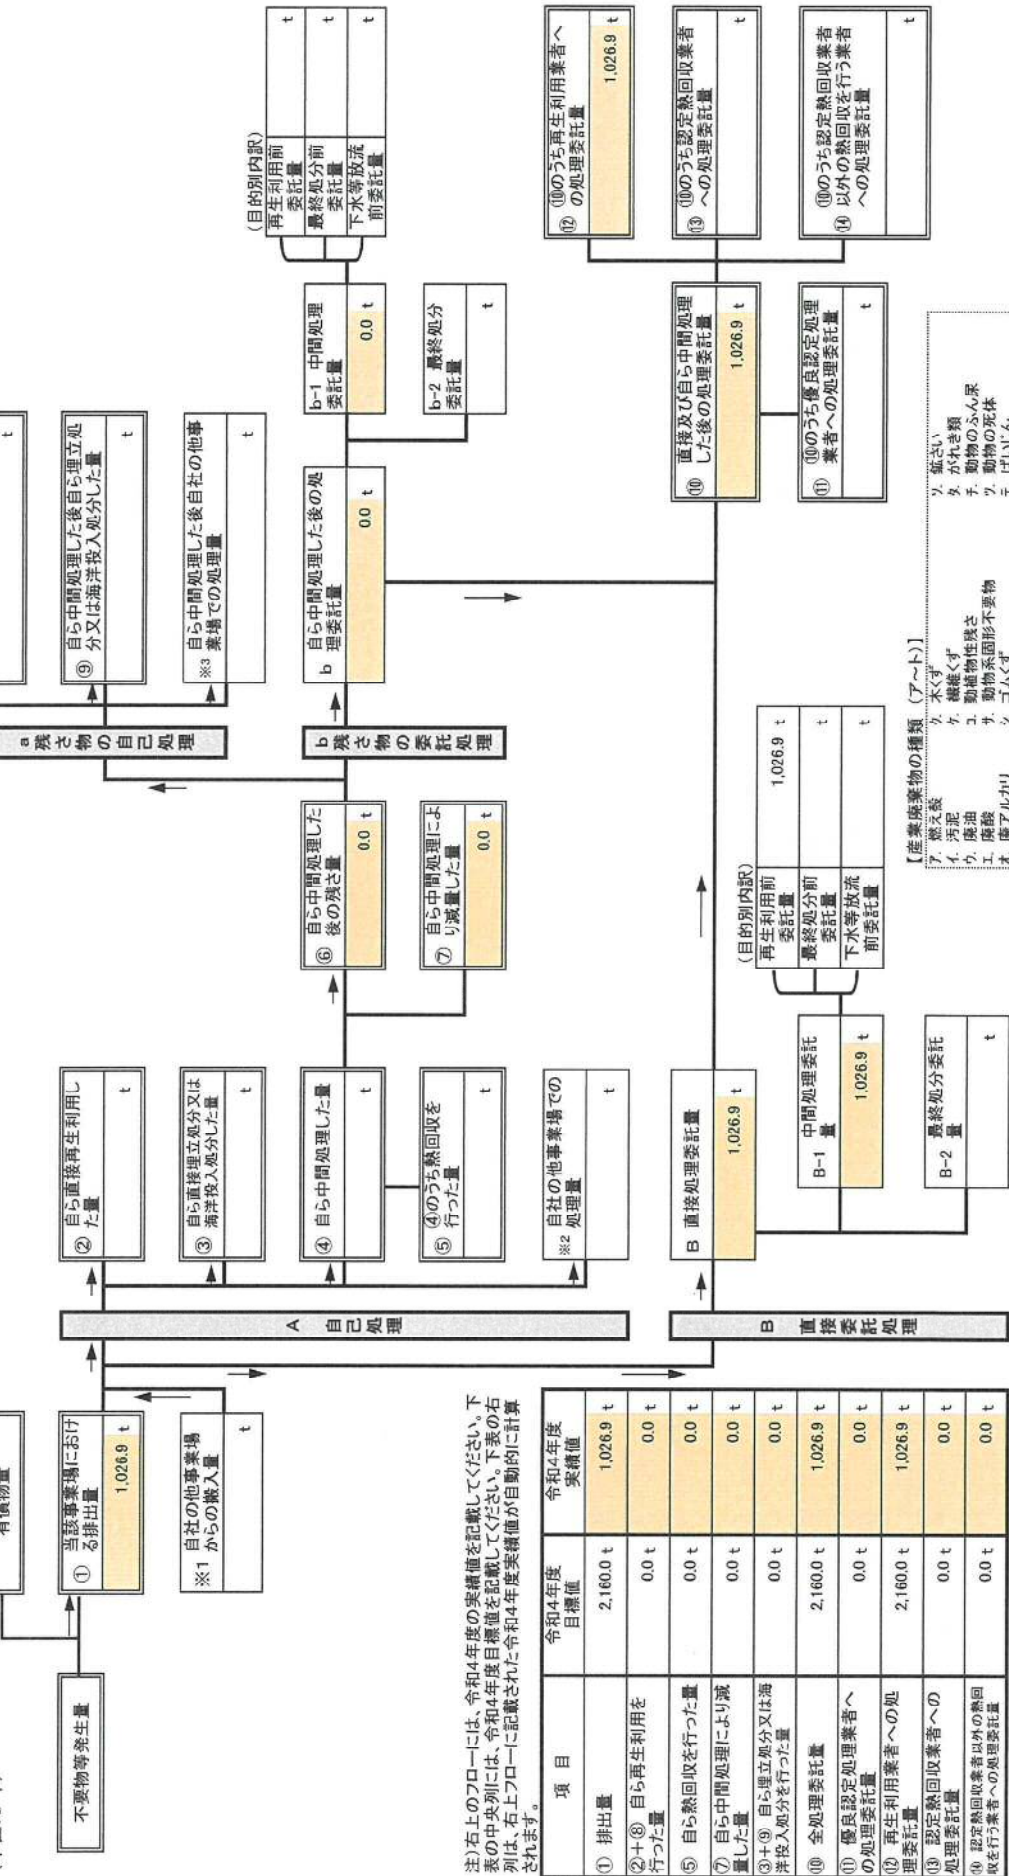 不要物等発生量
有償物量
① 当該事業場におけ
る排出量
1,026.9 t
※1 自社の他事業場
からの搬入量
t
A 自己処理
② 自ら直接再生利用し
た量
t
③ 自ら直接埋立処分又は
海洋投入処分した量
t
④ 自ら中間処理した量
t
⑤ ④のうち熱回収を
行った量
t
※2 自社の他事業場での
処理量
t
⑥ 自ら中間処理した
後の残さ量
0.0 t
⑦ 自ら中間処理によ
り減量した量
0.0 t
a 残さ物の自己処理
t
⑨ 自ら中間処理した後自ら埋立処
分又は海洋投入処分した量
t
※3 自ら中間処理した後自社の他事
業場での処理量
t
b 残さ物の委託処理
b 自ら中間処理した後の処
理委託量
0.0 t
b-1 中間処理
委託量
0.0 t
b-2 最終処分
委託量
t
(目的別内訳)
再生利用前
委託量 t
最終処分前
委託量 t
下水等放流
前委託量 t
B 直接委託処理
B 直接処理委託量
1,026.9 t
B-1 中間処理委託
量
1,026.9 t
B-2 最終処分委託
量
t
(目的別内訳)
再生利用前
委託量 1,026.9 t
最終処分前
委託量 t
下水等放流
前委託量 t
⑩ 直接及び自ら中間処理
した後の処理委託量
1,026.9 t
⑪ ⑩のうち優良認定処理
業者への処理委託量
t
⑫ ⑩のうち再生利用業者へ
の処理委託量
1,026.9 t
⑬ ⑩のうち認定熱回収業者
への処理委託量
t
⑭ ⑩のうち認定熱回収業者
以外の熱回収を行う業者
への処理委託量
t
注)右上のフローには、令和4年度の実績値を記載してください。下
表の中央列には、令和4年度目標値を記載してください。下表の右
列は、右上フローに記載された令和4年度実績値が自動的に計算
されます。
項 目 令和4年度
目標値 令和4年度
実績値
① 排出量 2,160.0 t 1,026.9 t
②+⑧ 自ら再生利用を
行った量 0.0 t 0.0 t
⑤ 自ら熱回収を行った量 0.0 t 0.0 t
⑦ 自ら中間処理により減
量した量 0.0 t 0.0 t
③+⑨ 自ら埋立処分又は海
洋投入処分を行った量 0.0 t 0.0 t
⑩ 全処理委託量 2,160.0 t 1,026.9 t
⑪ 優良認定処理業者へ
の処理委託量 0.0 t 0.0 t
⑫ 再生利用業者への処
理委託量 2,160.0 t 1,026.9 t
⑬ 認定熱回収業者への
処理委託量 0.0 t 0.0 t
⑭ 認定熱回収業者以外の熱回
収を行う業者への処理委託量 0.0 t 0.0 t
【産業廃棄物の種類 (ア～ト)】
ア. 燃え殻
イ. 汚泥
ウ. 廃油
エ. 廃酸
オ. 廃アルカリ
ク. 木くず
ケ. 繊維くず
コ. 動植物性残さ
サ. 動物系固形不要物
シ. ゴムくず
ソ. 鉱さい
タ. がれき類
チ. 動物のふん尿
ツ. 動物の死体
テ. ばいじん